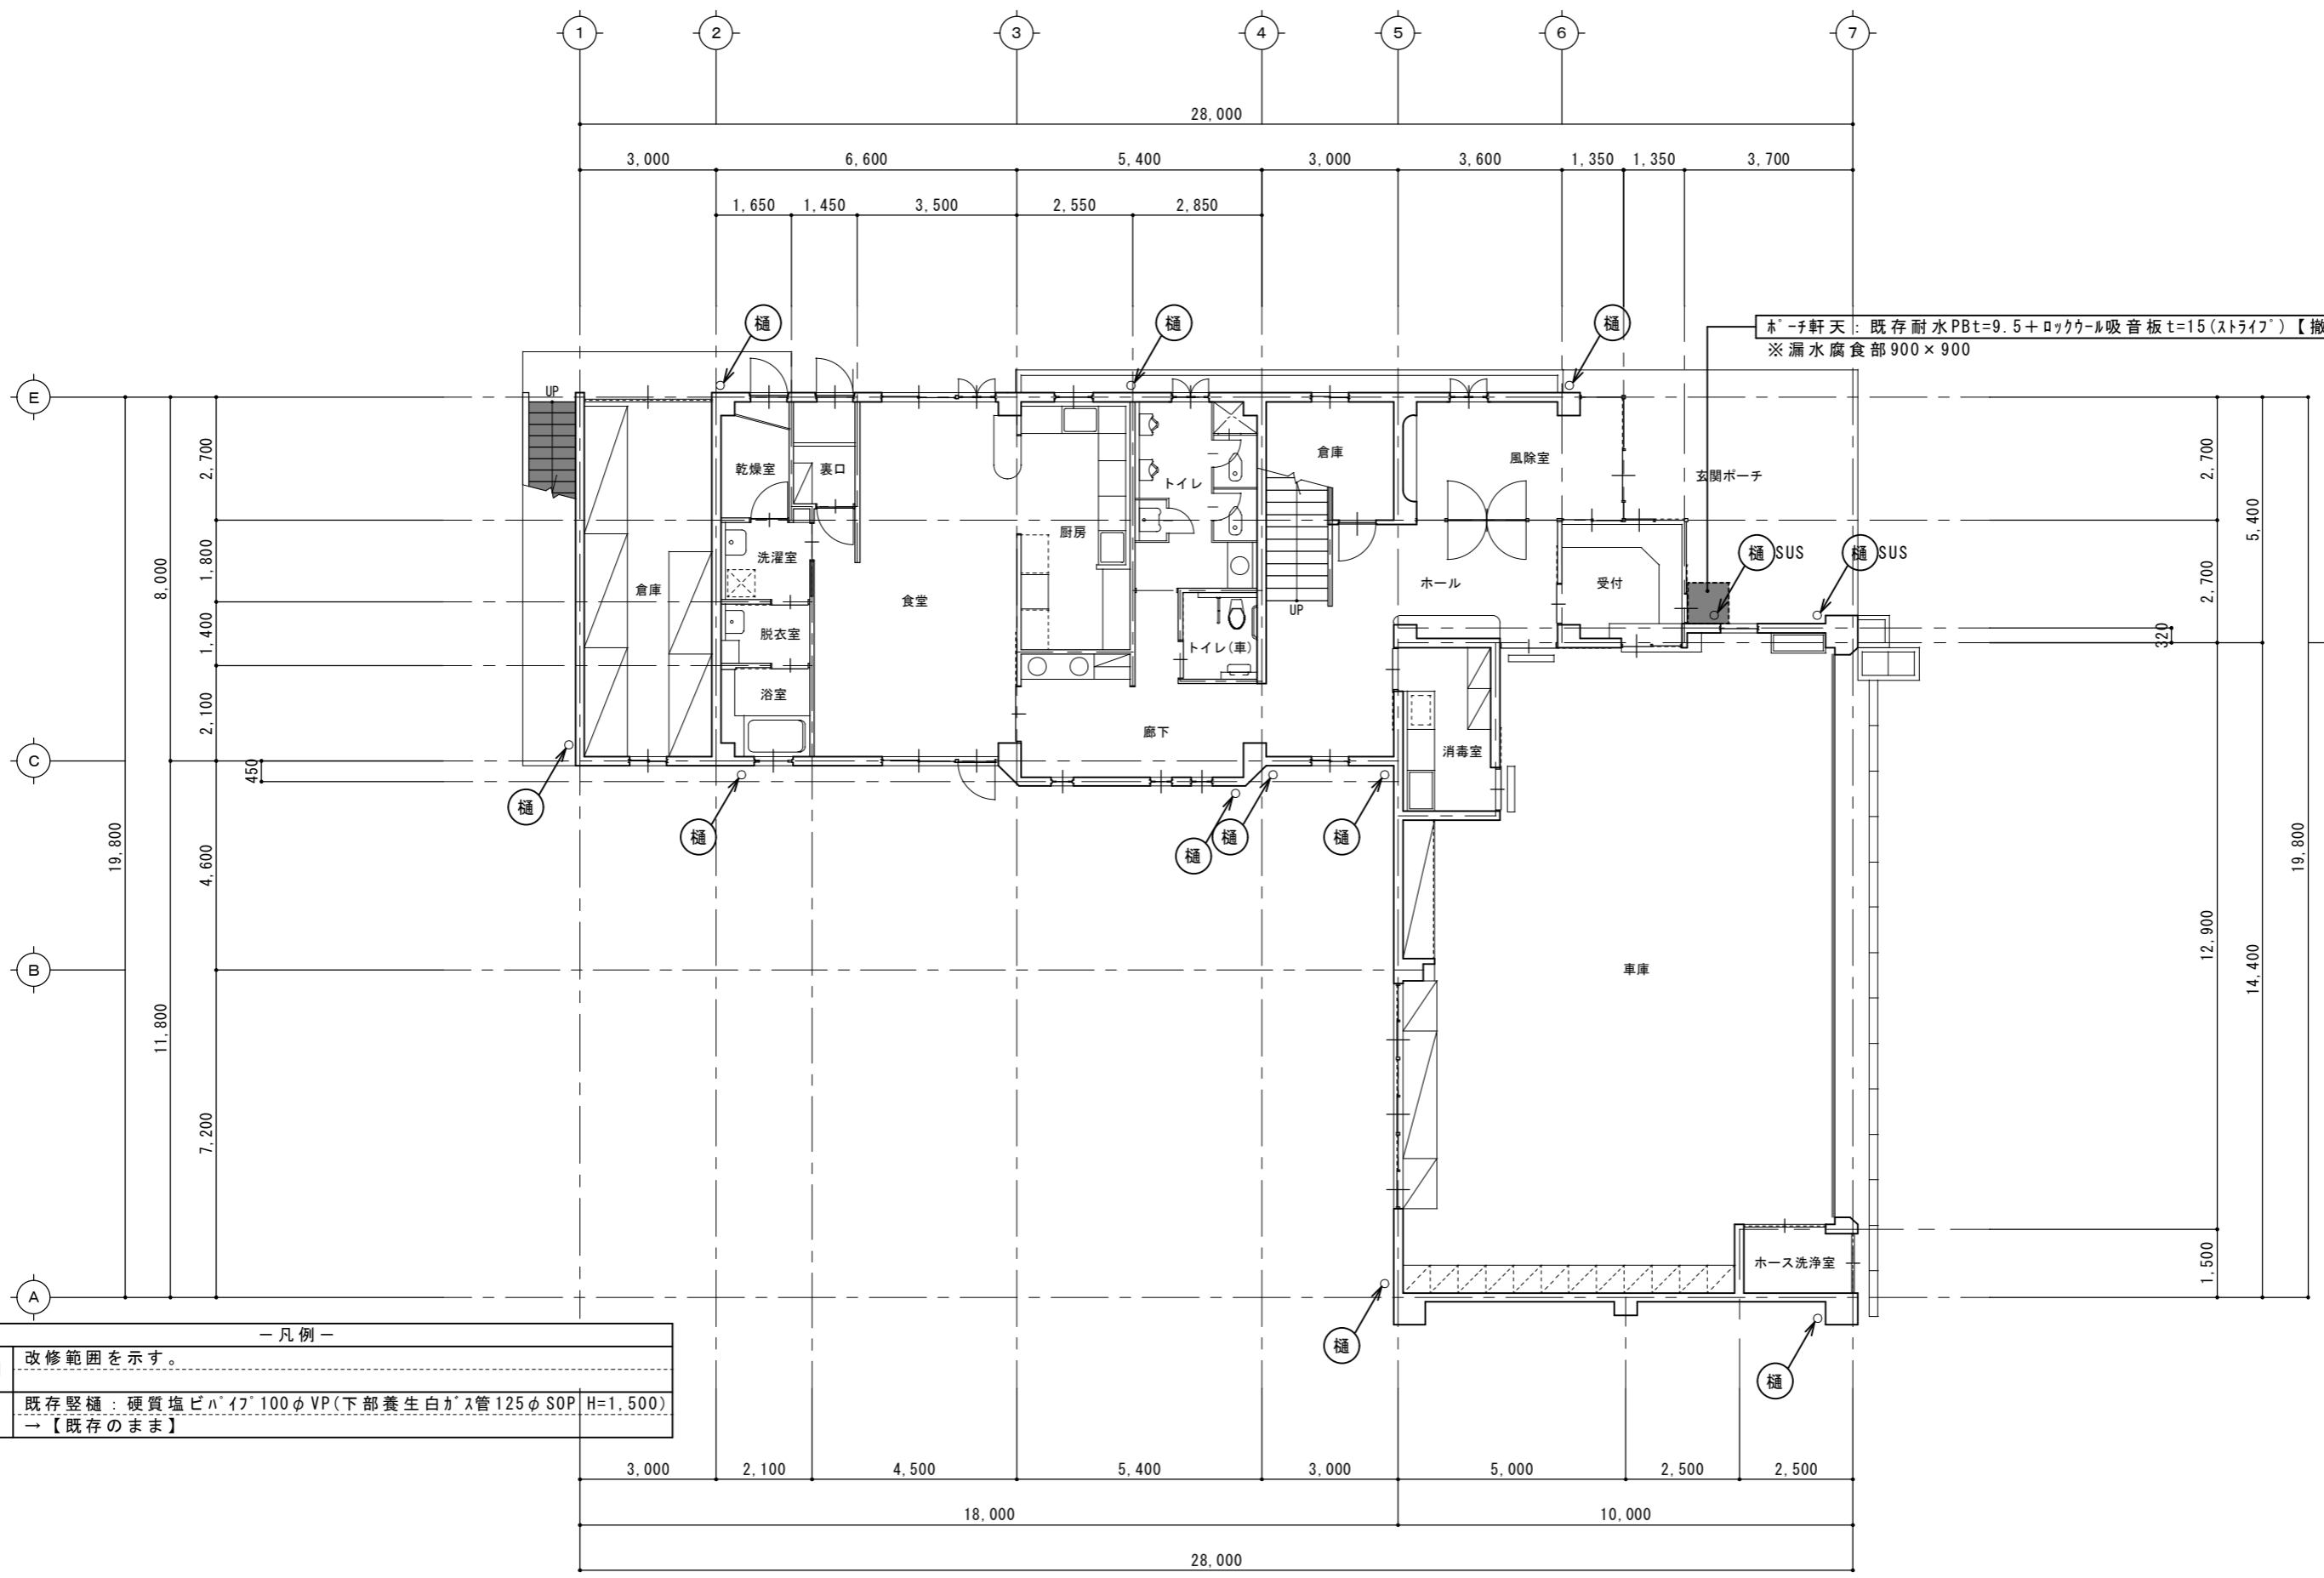 1 2 3 4 5 6 7
28,000
3,000 6,600 5,400 3,000 3,600 1,350 1,350 3,700
1,650 1,450 3,500 2,550 2,850
樋 樋 樋
ﾎﾟｰﾁ軒天：既存耐水PBt=9.5＋ﾛｯｸｳｰﾙ吸音板t=15(ｽﾄﾗｲﾌﾟ)【撤
※漏水腐食部900×900
E
UP
2,700
乾燥室 裏口 トイレ 倉庫 風除室 玄関ポーチ
2,700
5,400
厨房
樋 SUS 樋 SUS
1,800
洗濯室
8,000
倉庫
食堂
ホール 受付
UP
2,700
1,400
脱衣室
トイレ(車)
320
2,100
浴室
廊下
消毒室
C
450
樋 樋 樋 樋 樋
19,800
4,600
19,800
12,900
14,400
B
車庫
11,800
7,200
ホース洗浄室
1,500
A
樋
樋
－凡例－
改修範囲を示す。
既存竪樋：硬質塩ビﾊﾟｲﾌﾟ100φVP(下部養生白ｶﾞｽ管125φSOP H=1,500)
→【既存のまま】
3,000 2,100 4,500 5,400 3,000 5,000 2,500 2,500
18,000 10,000
28,000